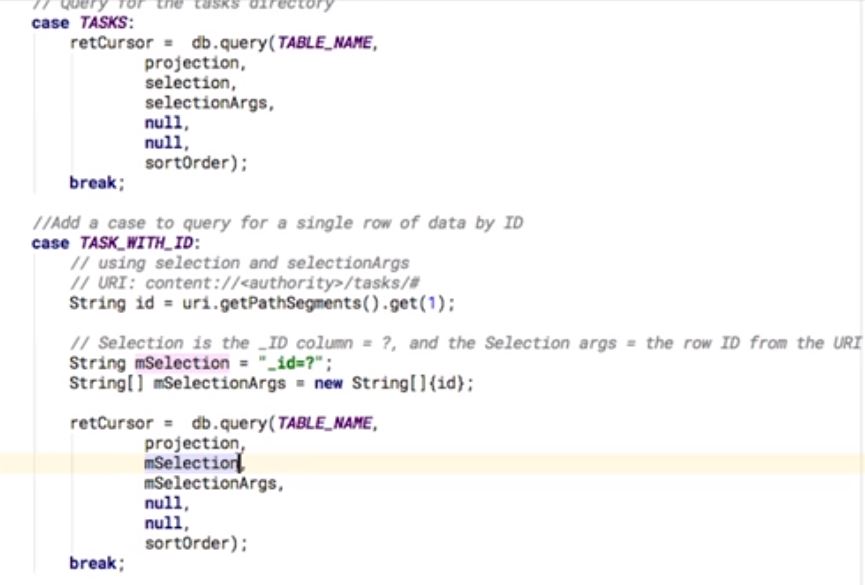 // Query for the tasks directory
case TASKS:
retCursor = db.query(TABLE_NAME,
projection,
selection,
selectionArgs,
null,
null,
sortOrder);
break;
//Add a case to query for a single row of data by ID
case TASK_WITH_ID:
// using selection and selectionArgs
// URI: content://<authority>/tasks/#
String id = uri.getPathSegments().get(1);
// Selection is the _ID column = ?, and the Selection args = the row ID from the URI
String mSelection = "_id=?";
String[] mSelectionArgs = new String[]{id};
retCursor = db.query(TABLE_NAME,
projection,
mSelection,
mSelectionArgs,
null,
null,
sortOrder);
break;